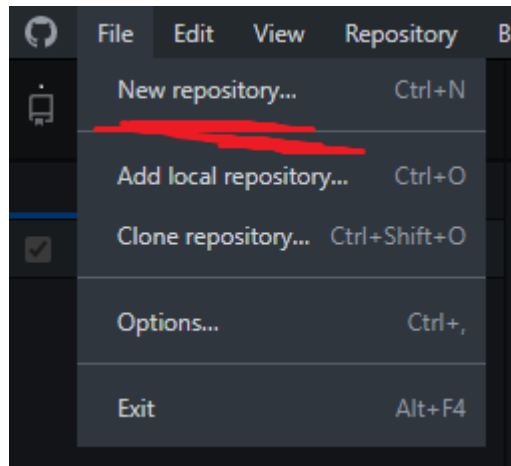 File Edit View Repository B
New repository... Ctrl+N
Add local repository... Ctrl+O
Clone repository... Ctrl+Shift+O
Options... Ctrl+,
Exit Alt+F4